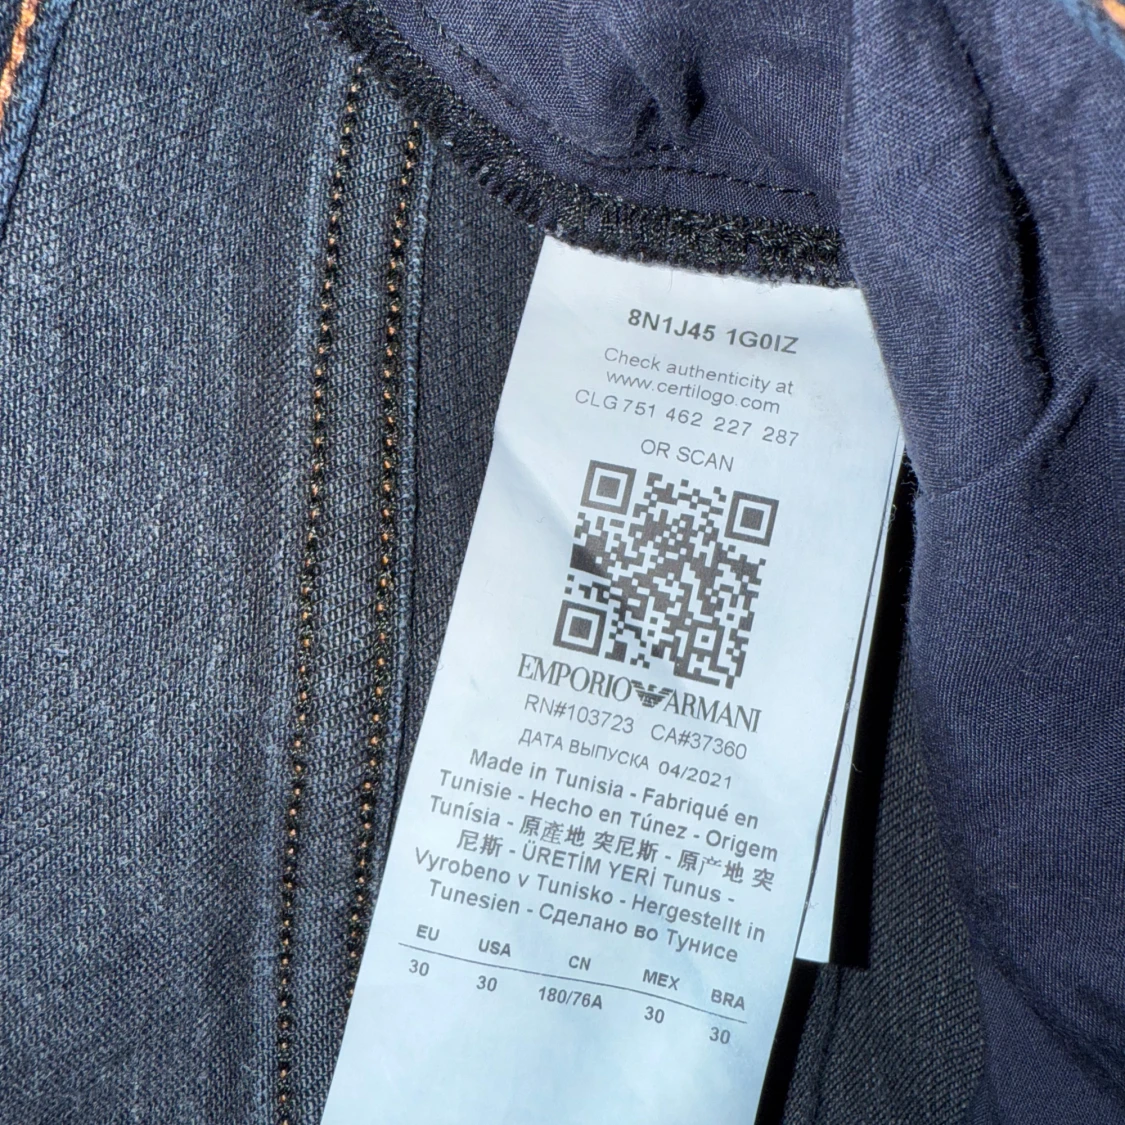 8N1J45 1G0IZ
Check authenticity at
www.certilogo.com
CLG 751 462 227 287
OR SCAN
EMPORIO ARMANI
RN#103723 CA#37360
ДАТА ВЫПУСКА 04/2021
Made in Tunisia - Fabriqué en
Tunisie - Hecho en Túnez - Origem
Tunísia - 原產地 突尼斯 - 原产地 突
尼斯 - ÜRETİM YERİ Tunus -
Vyrobeno v Tunisko - Hergestellt in
Tunesien - Сделано во Тунисе
EU USA CN MEX BRA
30 30 180/76A 30 30